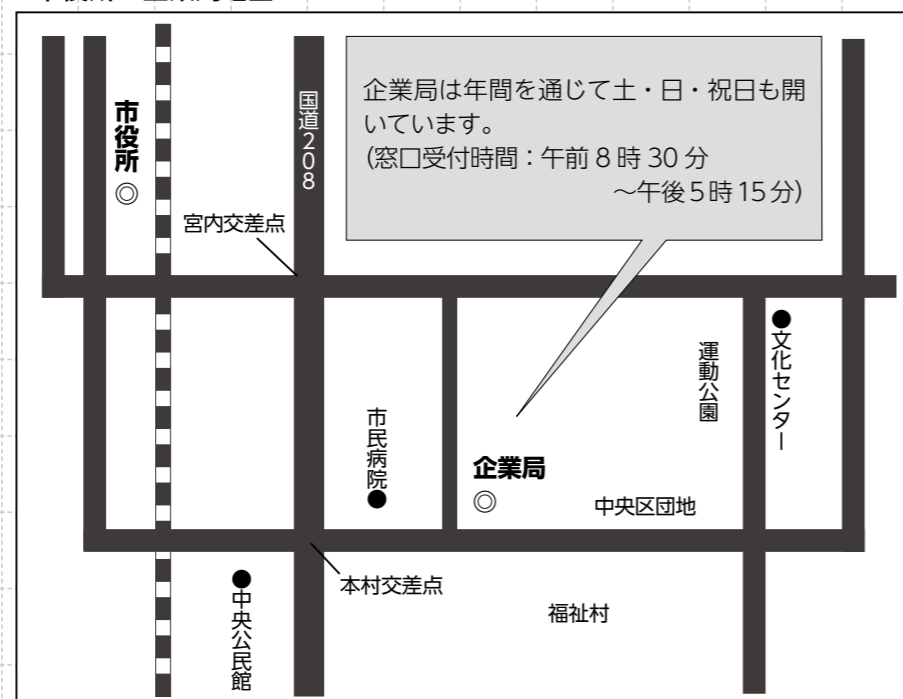 国道208
市役所
◎
企業局は年間を通じて土・日・祝日も開
いています。
(窓口受付時間：午前8時30分
～午後5時15分)
宮内交差点
●文化センター
運動公園
市民病院●
企業局
◎
中央区団地
本村交差点
●中央公民館
福祉村